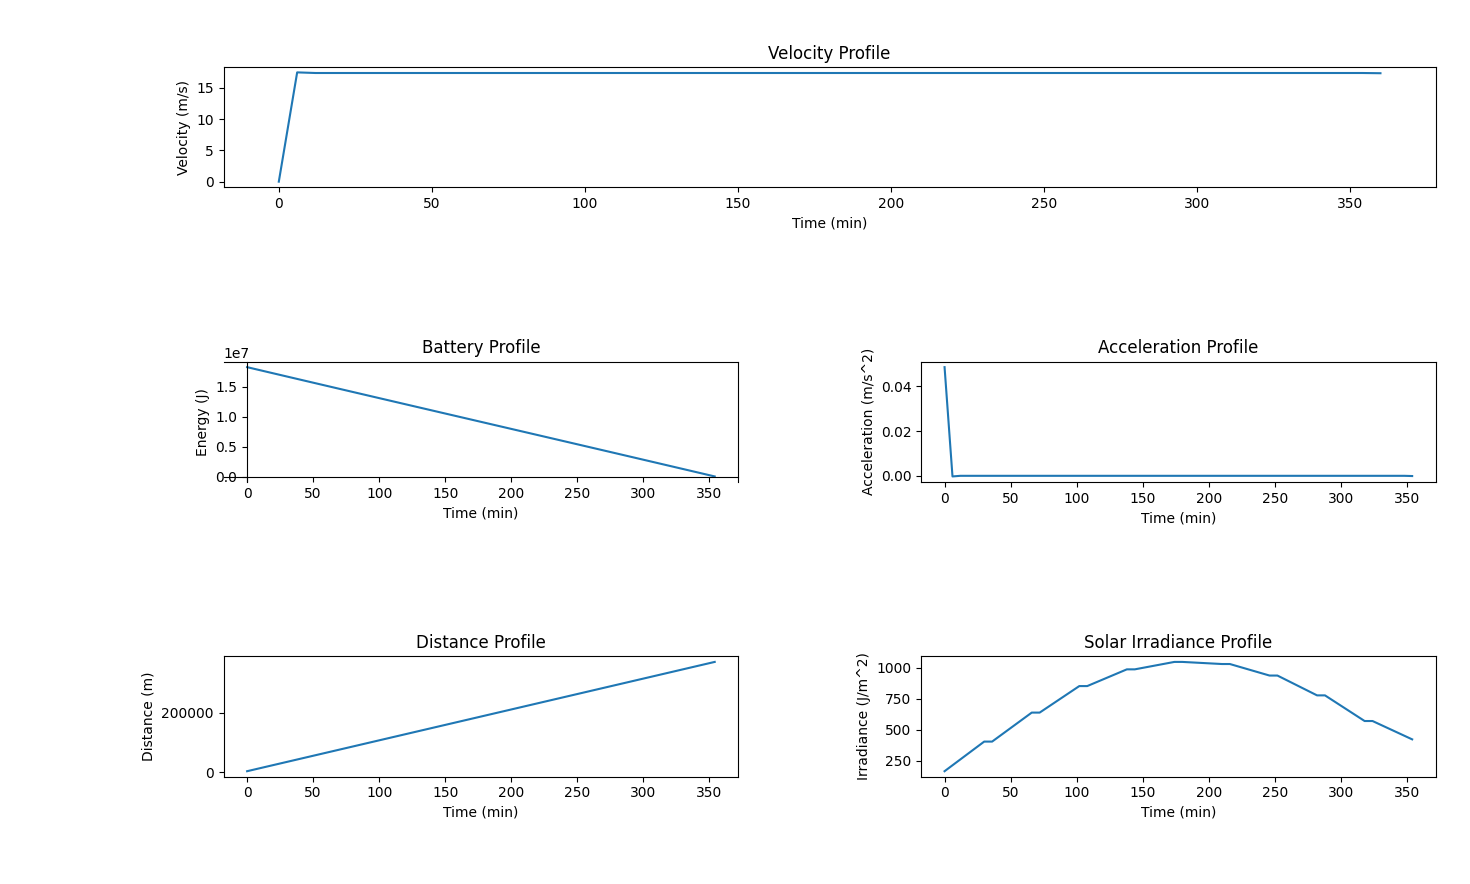 Velocity Profile
Velocity (m/s)
15
10
5
0
0 50 100 150 200 250 300 350
Time (min)
Battery Profile
1e7
Energy (J)
1.5
1.0
0.5
0.0
0 50 100 150 200 250 300 350
Time (min)
Acceleration Profile
Acceleration (m/s^2)
0.04
0.02
0.00
0 50 100 150 200 250 300 350
Time (min)
Distance Profile
Distance (m)
200000
0
0 50 100 150 200 250 300 350
Time (min)
Solar Irradiance Profile
Irradiance (J/m^2)
1000
750
500
250
0 50 100 150 200 250 300 350
Time (min)